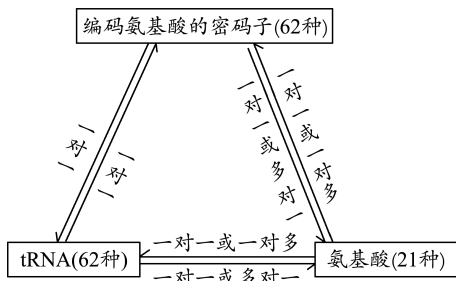 编码氨基酸的密码子(62种)
一对一
一对一
一对一或多对一
一对一或一对多
一对一或一对多
tRNA(62种)
氨基酸(21种)
一对一或多对一